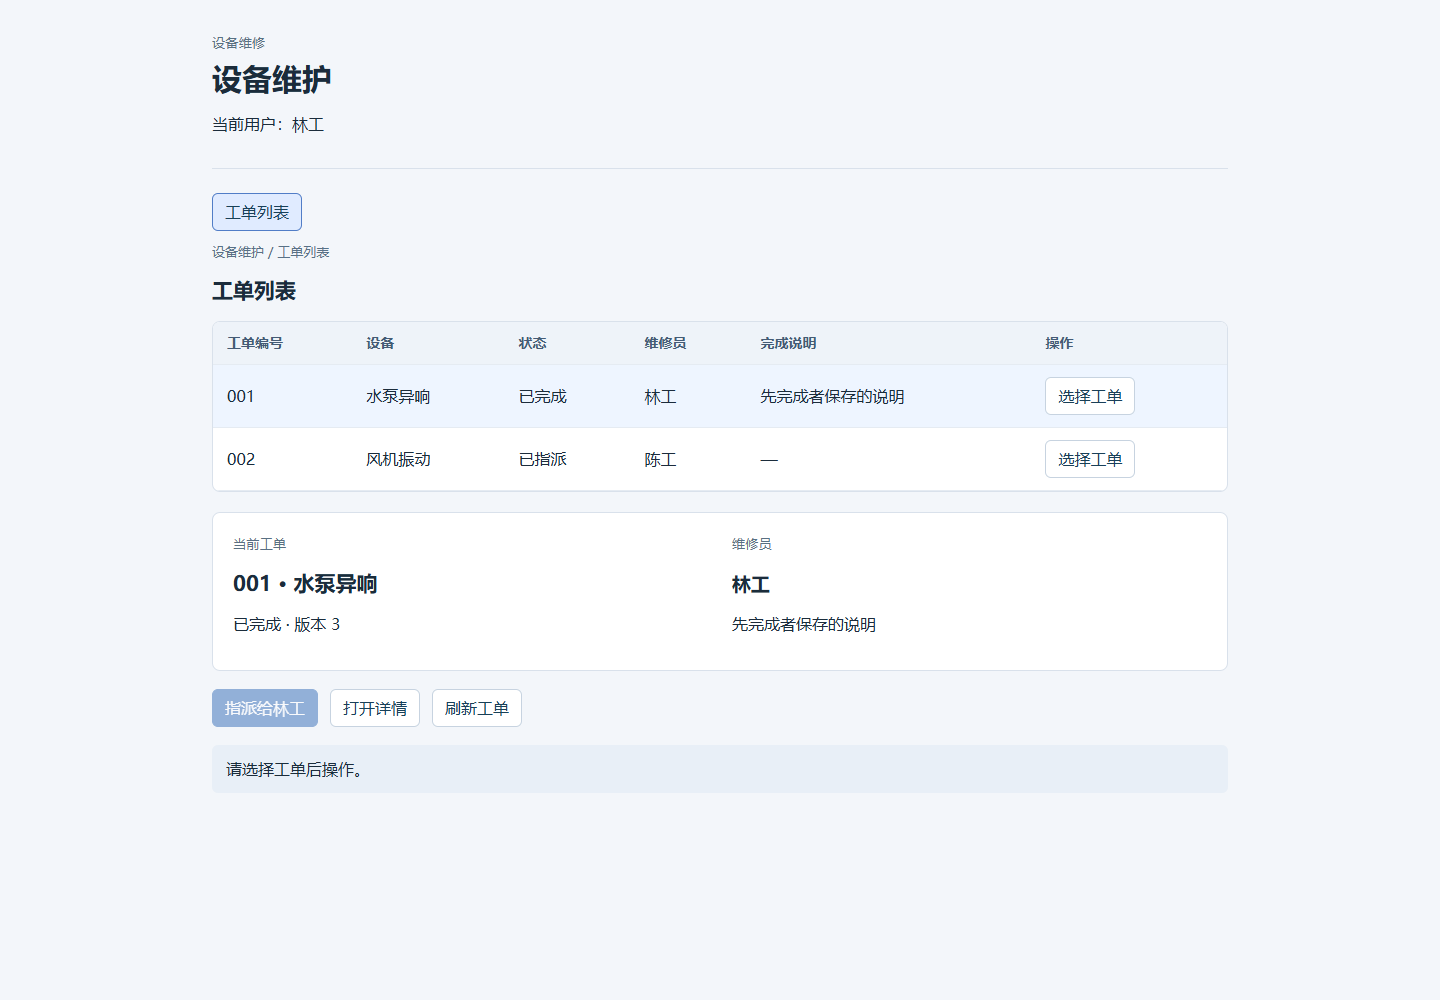 设备维修
设备维护
当前用户：林工
工单列表
设备维护 / 工单列表
工单列表
工单编号 设备 状态 维修员 完成说明 操作
001 水泵异响 已完成 林工 先完成者保存的说明 选择工单
002 风机振动 已指派 陈工 — 选择工单
当前工单 维修员
001 • 水泵异响 林工
已完成 · 版本 3 先完成者保存的说明
指派给林工 打开详情 刷新工单
请选择工单后操作。